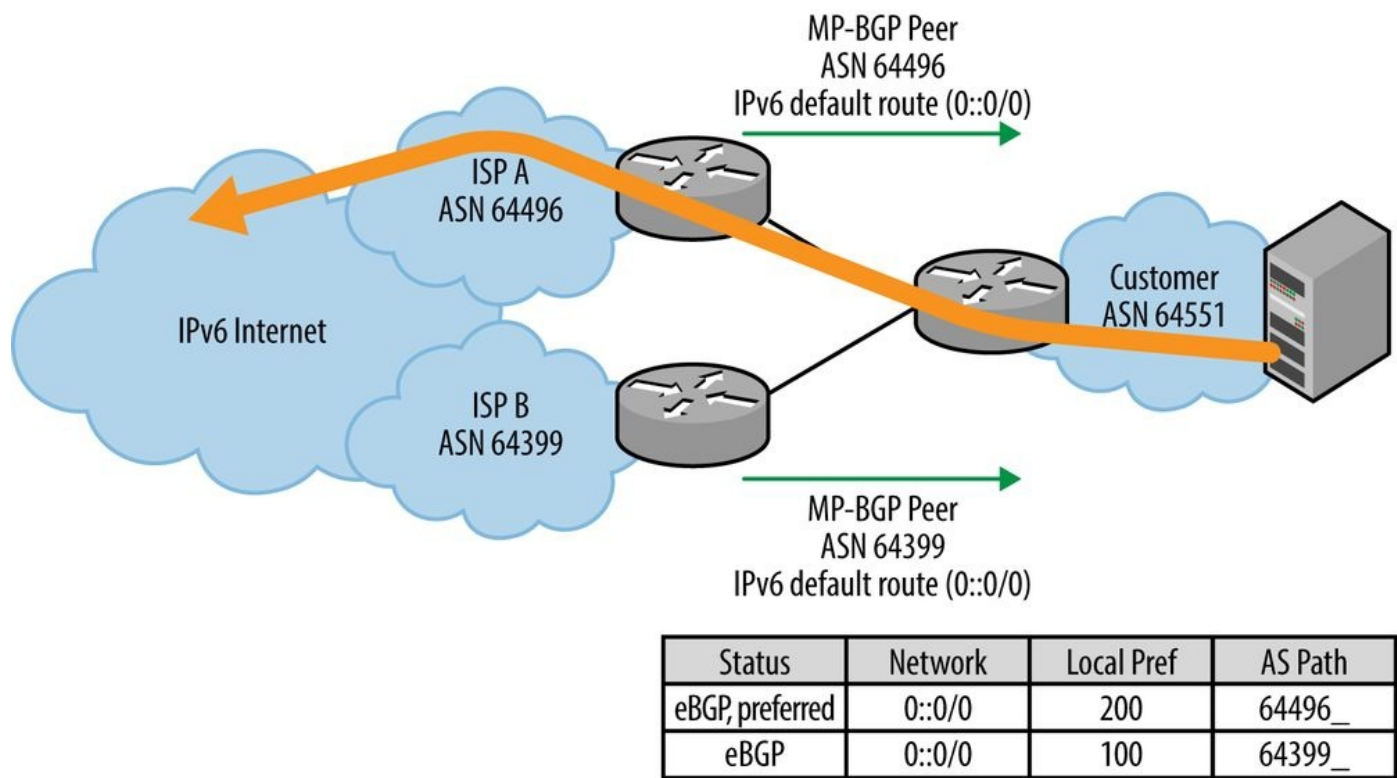 MP-BGP Peer
ASN 64496
IPv6 default route (0::0/0)
ISP A
ASN 64496
Customer
ASN 64551
IPv6 Internet
ISP B
ASN 64399
MP-BGP Peer
ASN 64399
IPv6 default route (0::0/0)
Status Network Local Pref AS Path
eBGP, preferred 0::0/0 200 64496_
eBGP 0::0/0 100 64399_